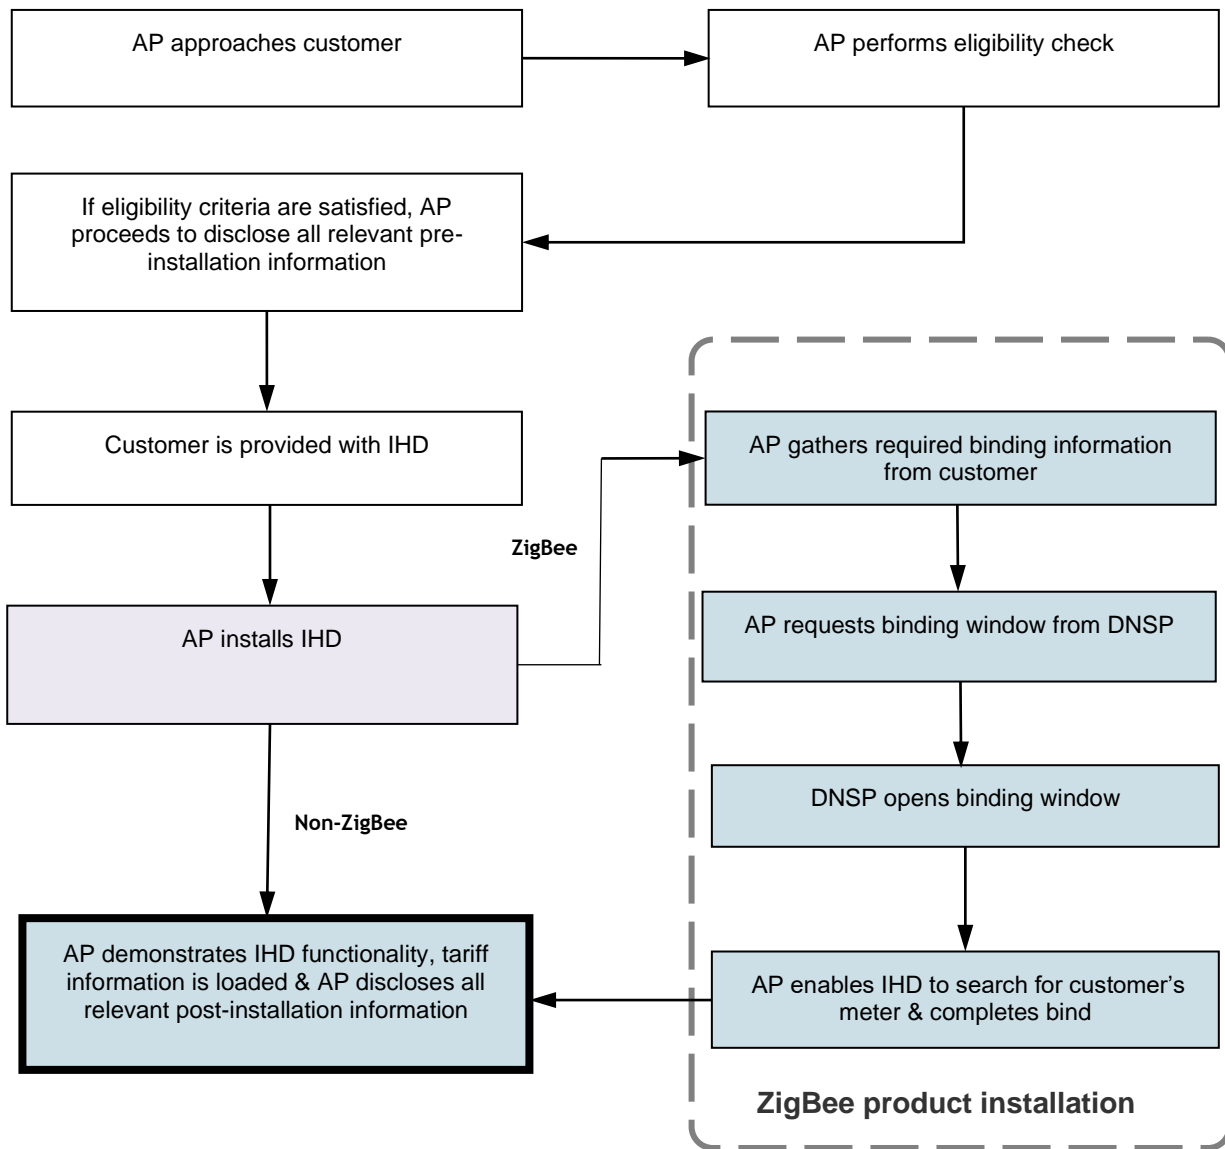 AP approaches customer
AP performs eligibility check
If eligibility criteria are satisfied, AP
proceeds to disclose all relevant pre-
installation information
Customer is provided with IHD
AP gathers required binding information
from customer
ZigBee
AP installs IHD
AP requests binding window from DNSP
DNSP opens binding window
Non-ZigBee
AP demonstrates IHD functionality, tariff
information is loaded & AP discloses all
relevant post-installation information
AP enables IHD to search for customer’s
meter & completes bind
ZigBee product installation